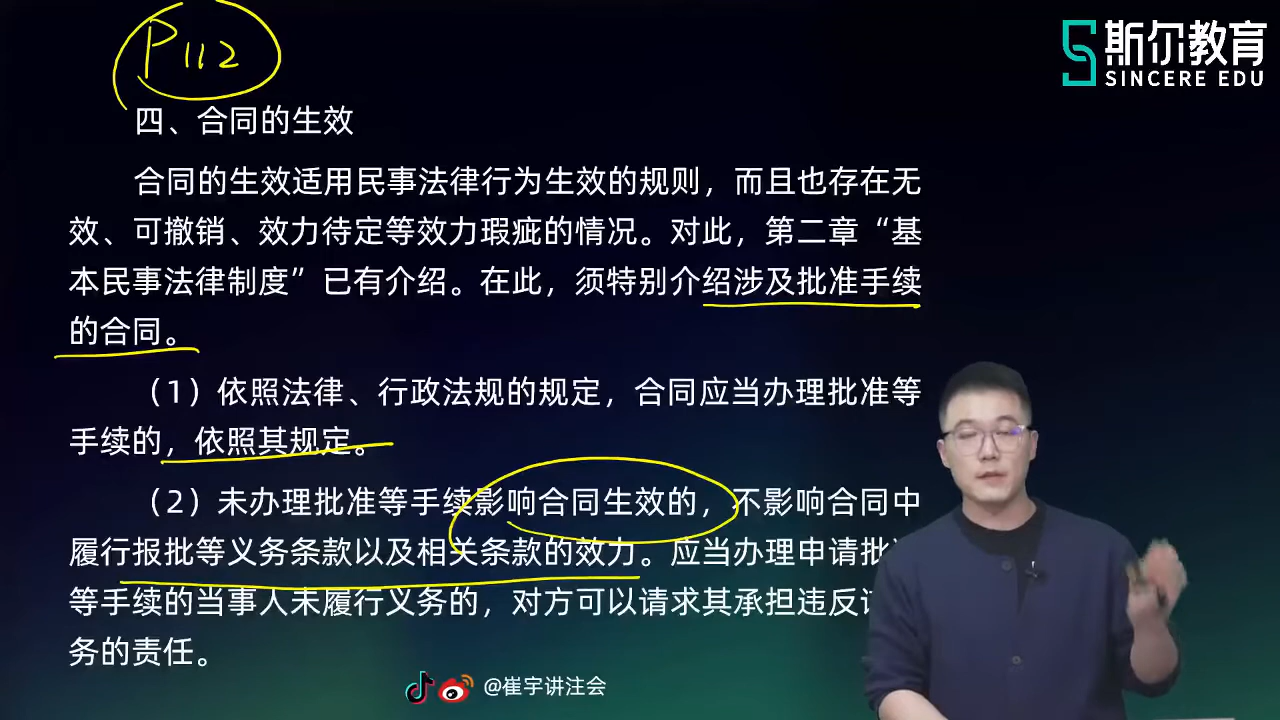 P112
斯尔教育
SINCERE EDU
四、合同的生效
合同的生效适用民事法律行为生效的规则，而且也存在无
效、可撤销、效力待定等效力瑕疵的情况。对此，第二章“基
本民事法律制度”已有介绍。在此，须特别介绍涉及批准手续
的合同。
（1）依照法律、行政法规的规定，合同应当办理批准等
手续的，依照其规定。
（2）未办理批准等手续影响合同生效的，不影响合同中
履行报批等义务条款以及相关条款的效力。应当办理申请批
等手续的当事人未履行义务的，对方可以请求其承担违反
务的责任。
@崔宇讲注会